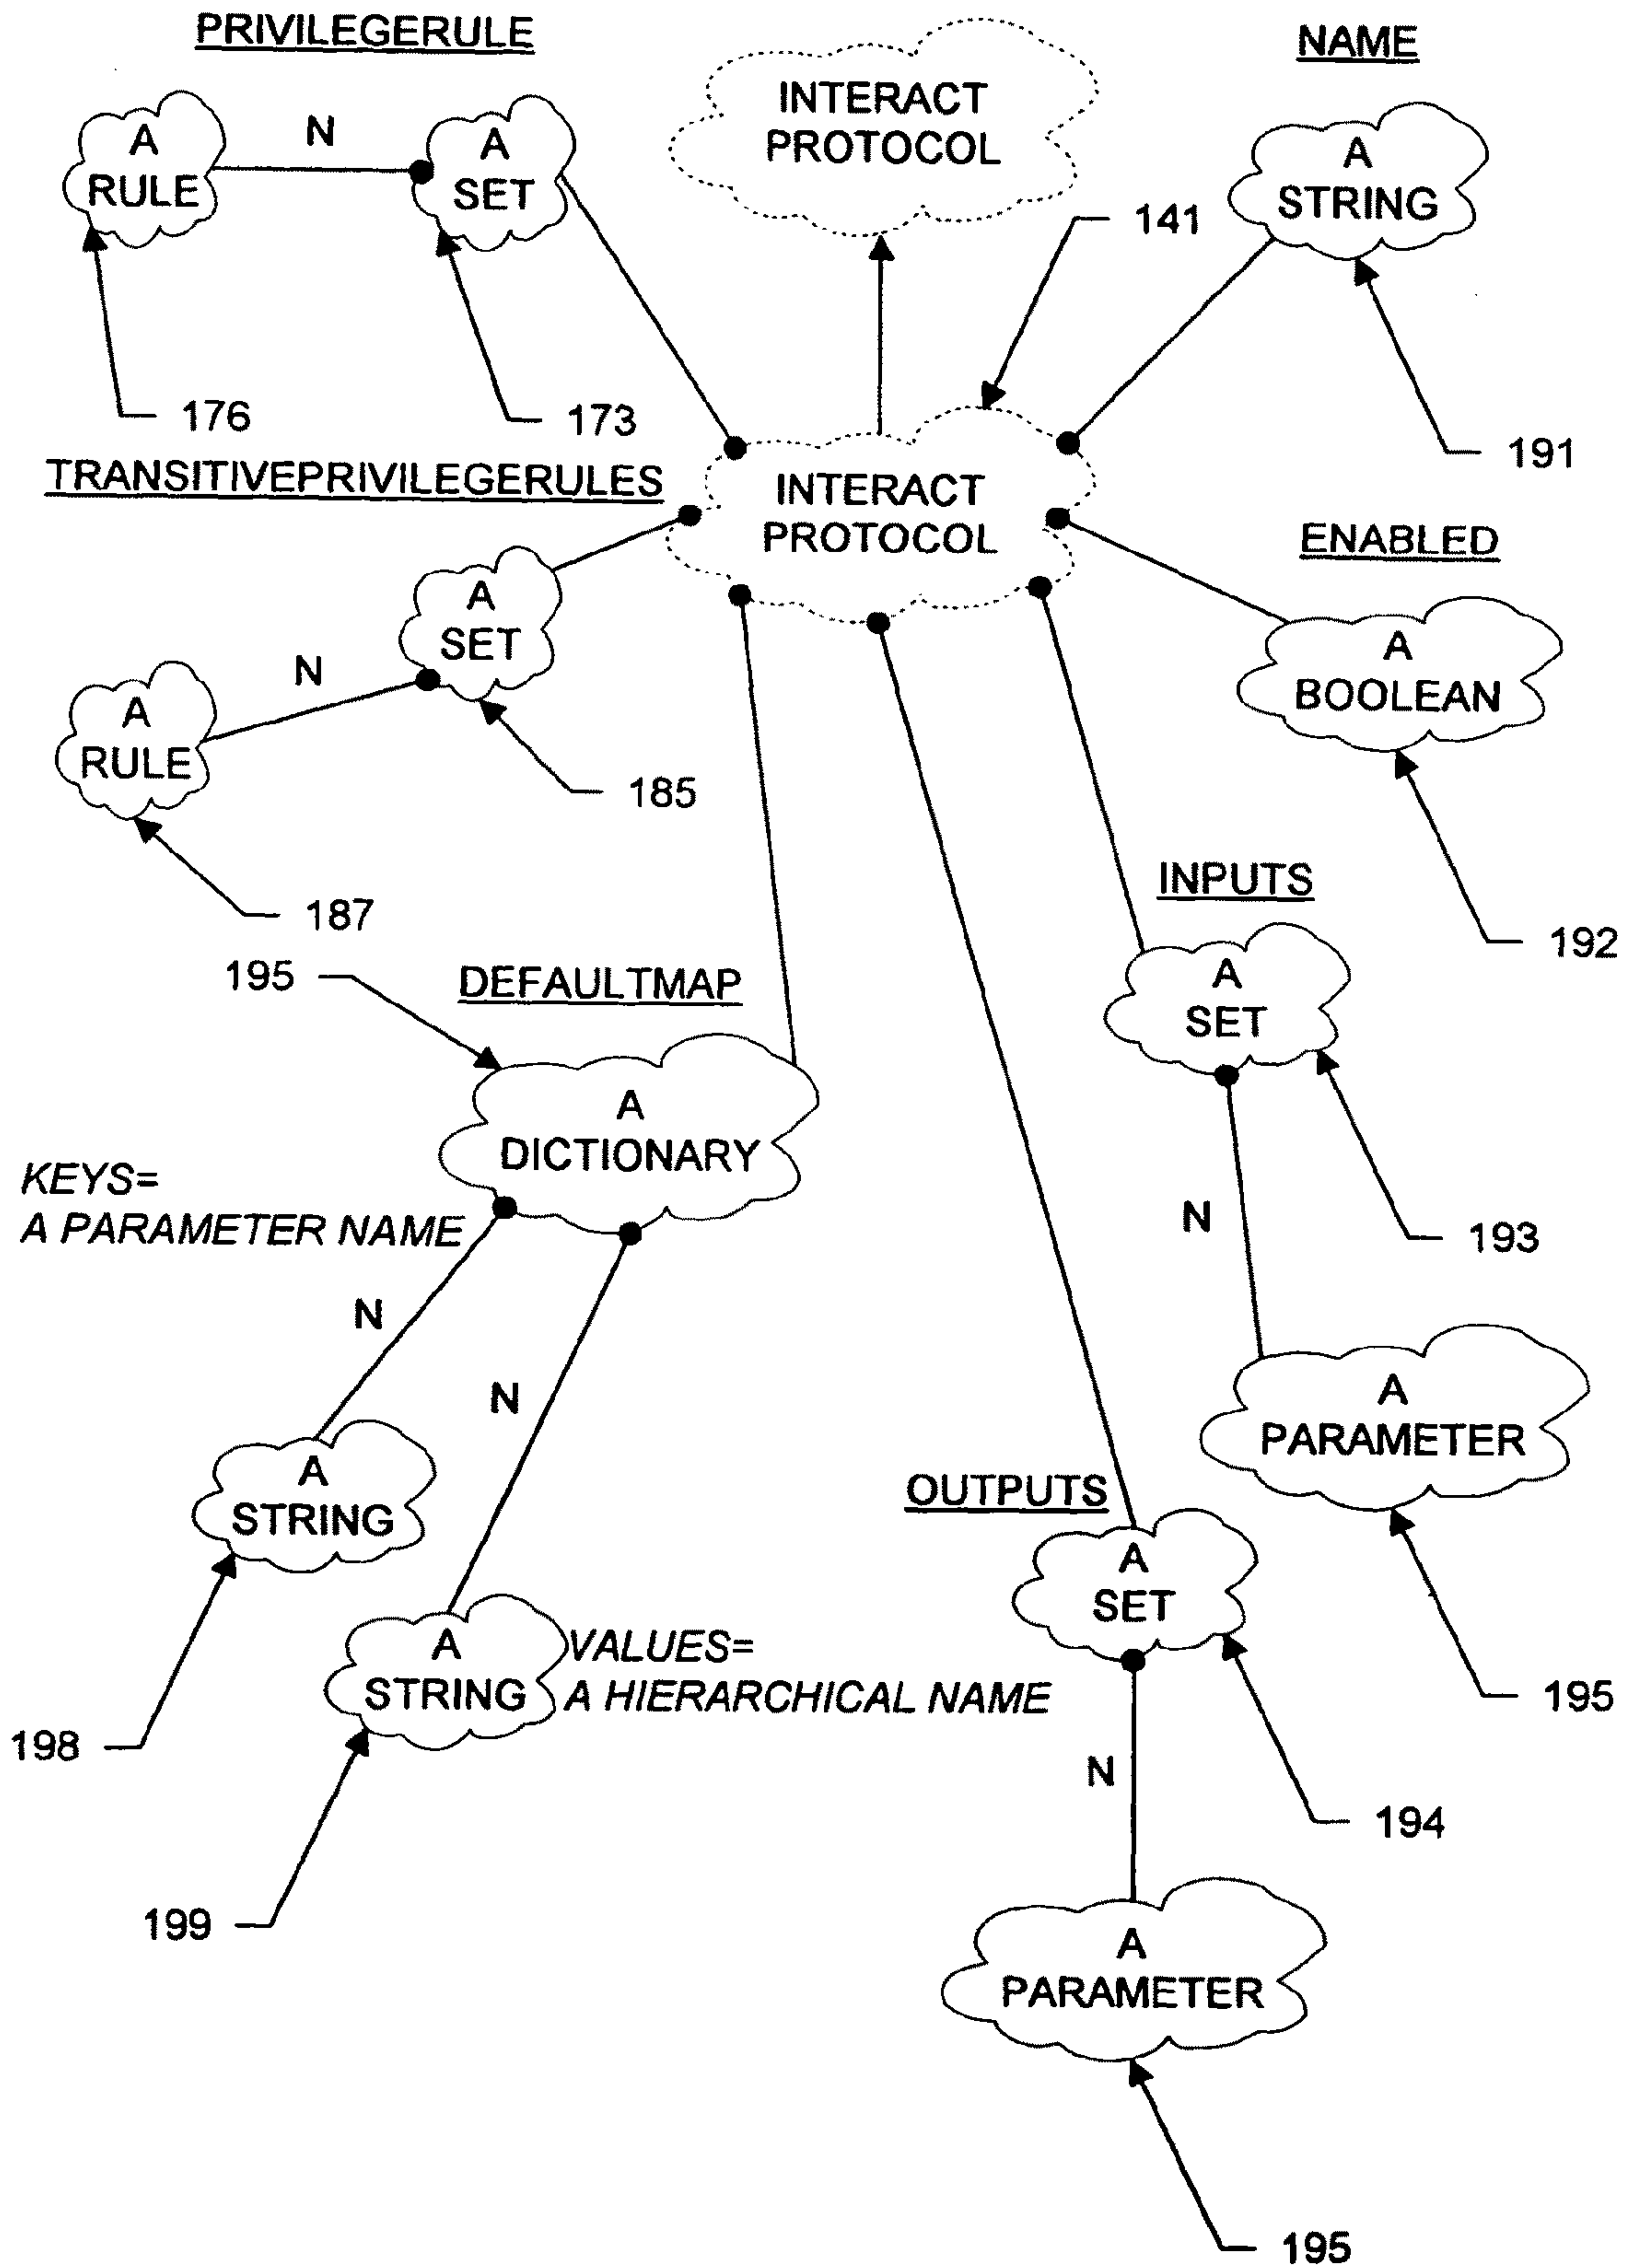 PRIVILEGERULE
NAME
INTERACT
PROTOCOL
A
RULE
N
A
SET
A
STRING
141
176
173
191
TRANSITIVEPRIVILEGERULES
INTERACT
PROTOCOL
ENABLED
A
SET
N
A
RULE
A
BOOLEAN
185
187
192
INPUTS
195
DEFAULTMAP
A
SET
A
DICTIONARY
KEYS=
A PARAMETER NAME
N
193
N
N
A
PARAMETER
A
STRING
OUTPUTS
A
SET
A
STRING
VALUES=
A HIERARCHICAL NAME
195
198
N
194
199
A
PARAMETER
195